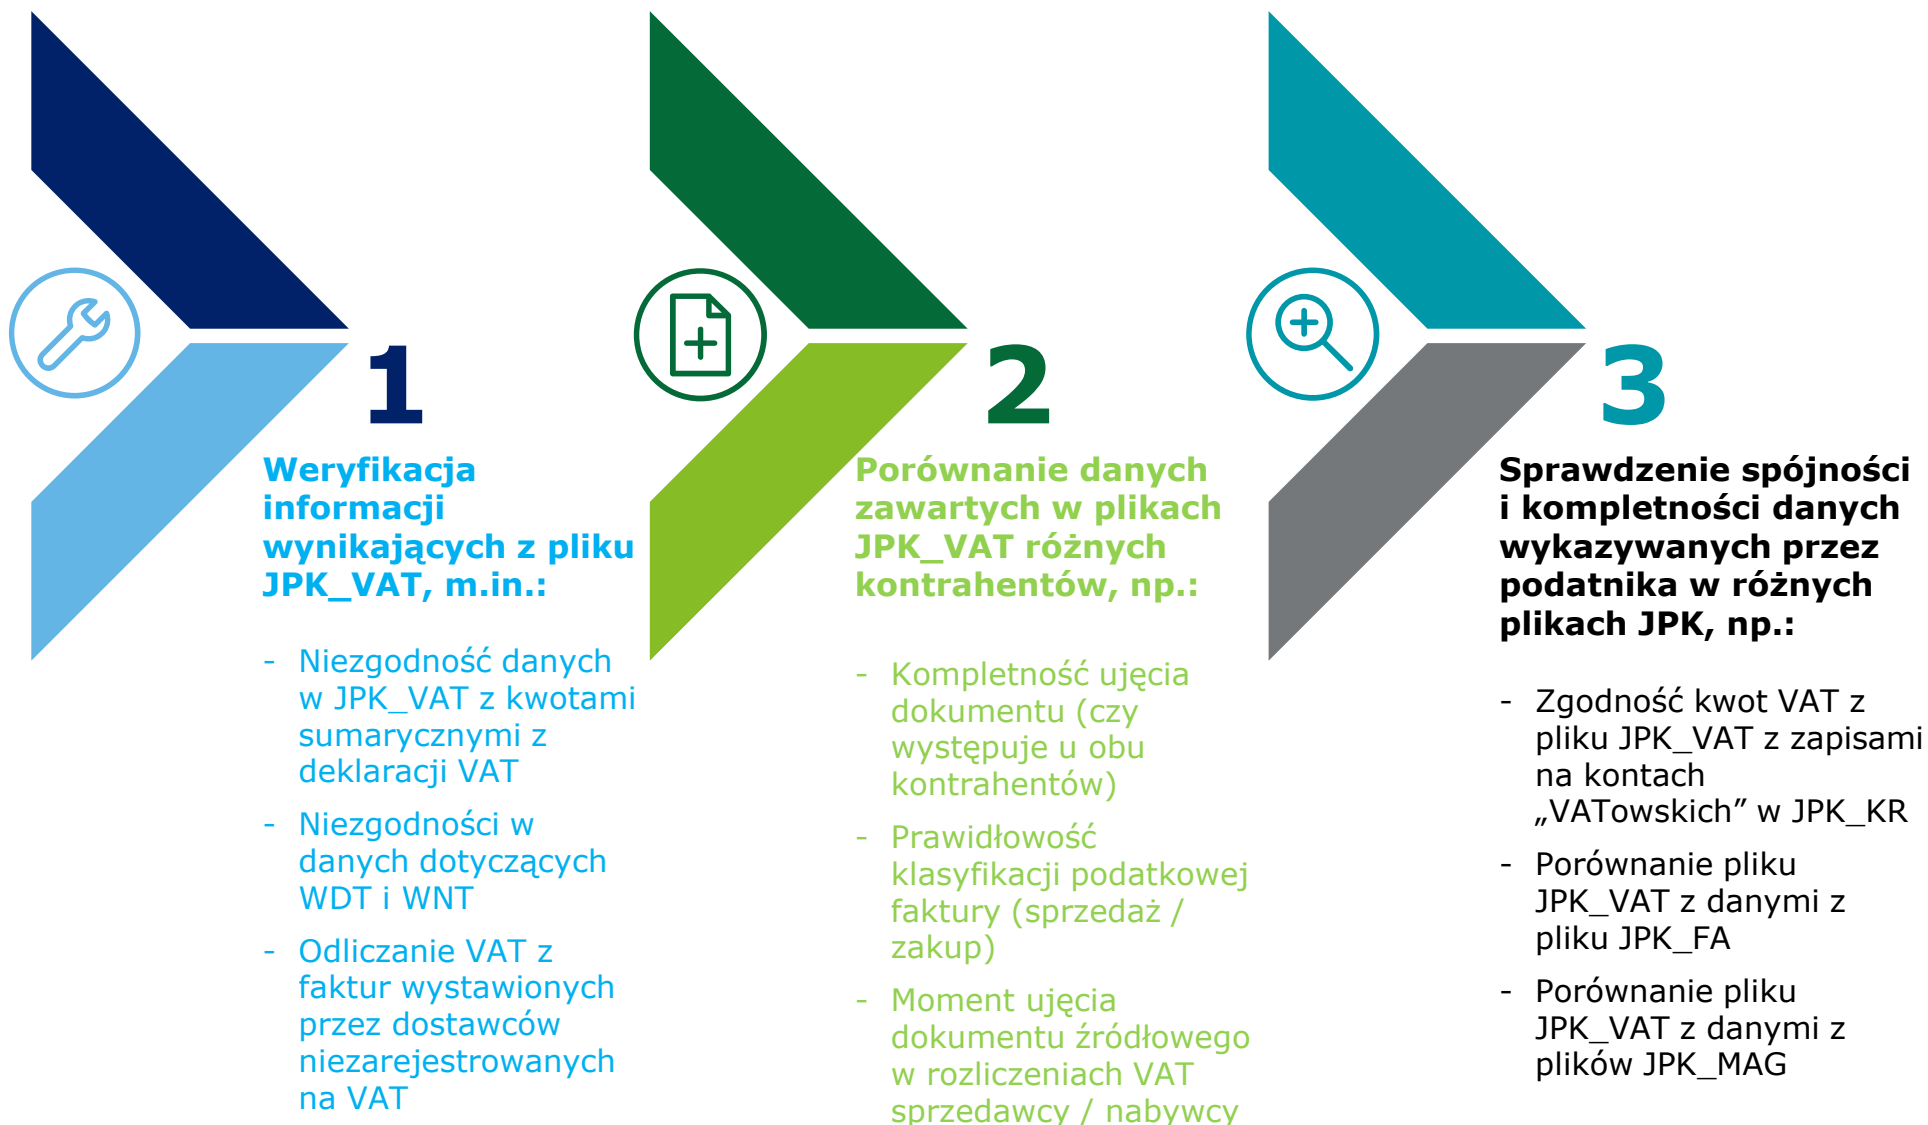 1
Weryfikacja
informacji
wynikających z pliku
JPK_VAT, m.in.:
- Niezgodność danych
w JPK_VAT z kwotami
sumarycznymi z
deklaracji VAT
- Niezgodności w
danych dotyczących
WDT i WNT
- Odliczanie VAT z
faktur wystawionych
przez dostawców
niezarejestrowanych
na VAT
2
Porównanie danych
zawartych w plikach
JPK_VAT różnych
kontrahentów, np.:
- Kompletność ujęcia
dokumentu (czy
występuje u obu
kontrahentów)
- Prawidłowość
klasyfikacji podatkowej
faktury (sprzedaż /
zakup)
- Moment ujęcia
dokumentu źródłowego
w rozliczeniach VAT
sprzedawcy / nabywcy
3
Sprawdzenie spójności
i kompletności danych
wykazywanych przez
podatnika w różnych
plikach JPK, np.:
- Zgodność kwot VAT z
pliku JPK_VAT z zapisami
na kontach
„VATowskich” w JPK_KR
- Porównanie pliku
JPK_VAT z danymi z
pliku JPK_FA
- Porównanie pliku
JPK_VAT z danymi z
plików JPK_MAG